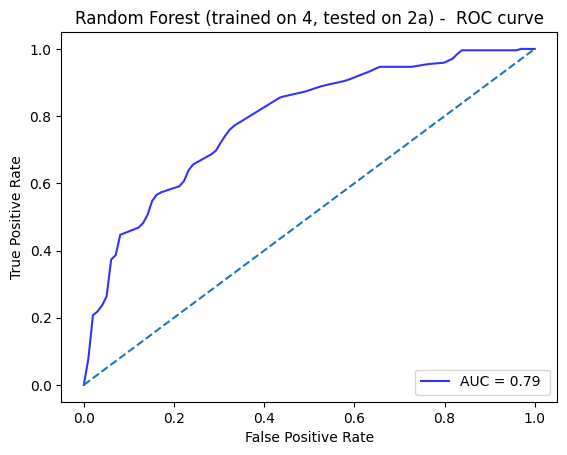 Random Forest (trained on 4, tested on 2a) -  ROC curve
1.0
0.8
0.6
0.4
0.2
0.0
True Positive Rate
AUC = 0.79
0.0 0.2 0.4 0.6 0.8 1.0
False Positive Rate